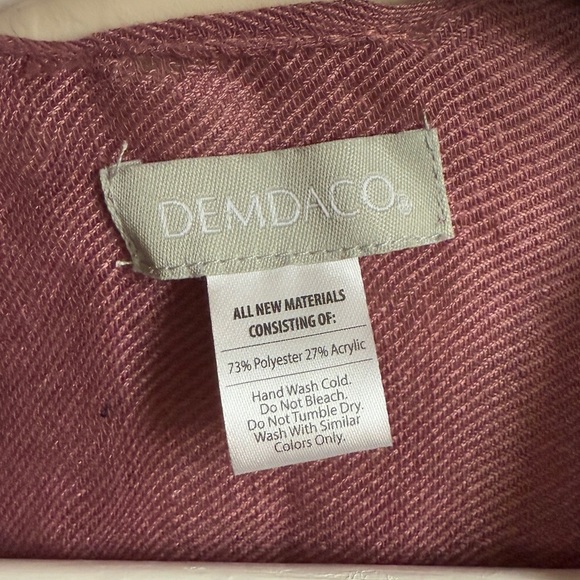 DEMDACO®
ALL NEW MATERIALS
CONSISTING OF:
73% Polyester 27% Acrylic
Hand Wash Cold.
Do Not Bleach.
Do Not Tumble Dry.
Wash With Similar
Colors Only.